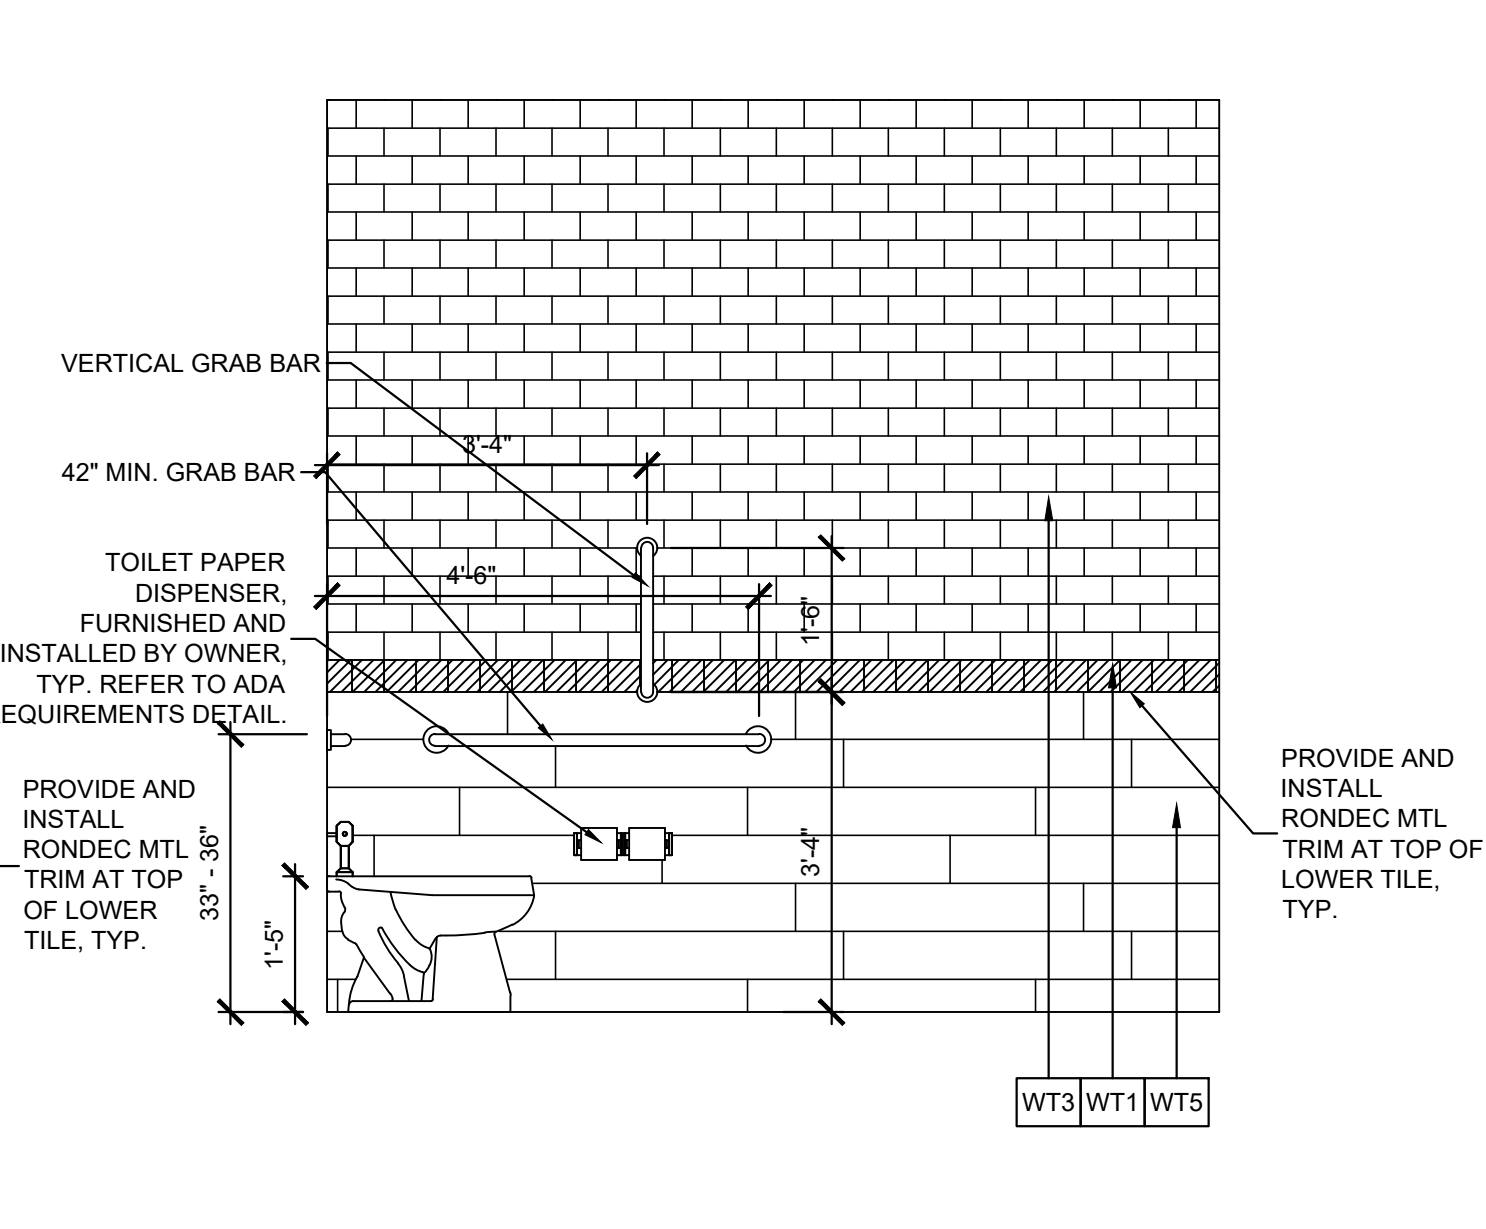 VERTICAL GRAB BAR
3'-4"
42" MIN. GRAB BAR
TOILET PAPER
DISPENSER,
FURNISHED AND
INSTALLED BY OWNER,
TYP. REFER TO ADA
EQUIREMENTS DETAIL.
4'-6"
1'-6"
PROVIDE AND
INSTALL
RONDEC MTL
TRIM AT TOP
OF LOWER
TILE, TYP.
33" - 36"
1'-5"
3'-4"
PROVIDE AND
INSTALL
RONDEC MTL
TRIM AT TOP OF
LOWER TILE,
TYP.
WT3 WT1 WT5